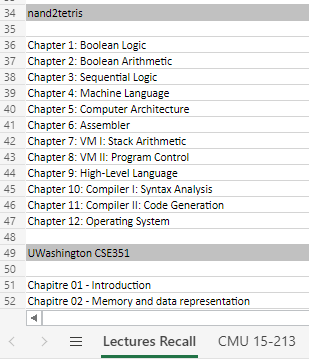 34 nand2tetris
35
36 Chapter 1: Boolean Logic
37 Chapter 2: Boolean Arithmetic
38 Chapter 3: Sequential Logic
39 Chapter 4: Machine Language
40 Chapter 5: Computer Architecture
41 Chapter 6: Assembler
42 Chapter 7: VM I: Stack Arithmetic
43 Chapter 8: VM II: Program Control
44 Chapter 9: High-Level Language
45 Chapter 10: Compiler I: Syntax Analysis
46 Chapter 11: Compiler II: Code Generation
47 Chapter 12: Operating System
48
49 UWashington CSE351
50
51 Chapitre 01 - Introduction
52 Chapitre 02 - Memory and data representation
Lectures Recall CMU 15-213